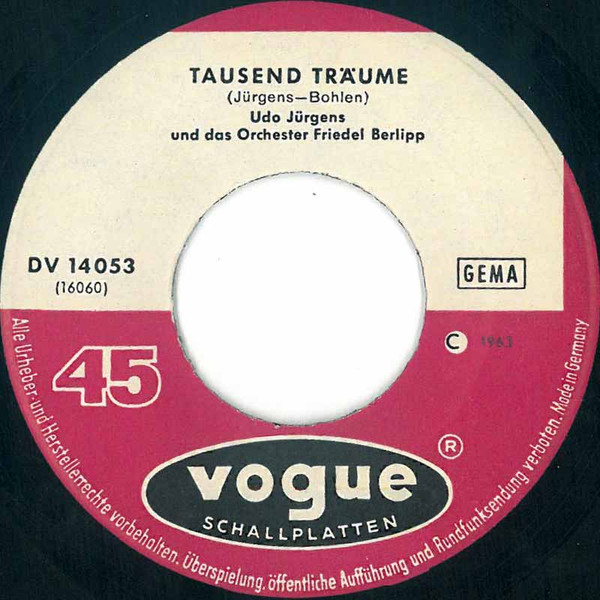 TAUSEND TRÄUME
(Jürgens—Bohlen)
Udo Jürgens
und das Orchester Friedel Berlipp
DV 14053
(16060)
GEMA
45
C 1963
vogue ®
SCHALLPLATTEN
Alle Urheber- und Herstellerrechte vorbehalten. Überspielung, öffentliche Aufführung und Rundfunksendung verboten. Made in Germany